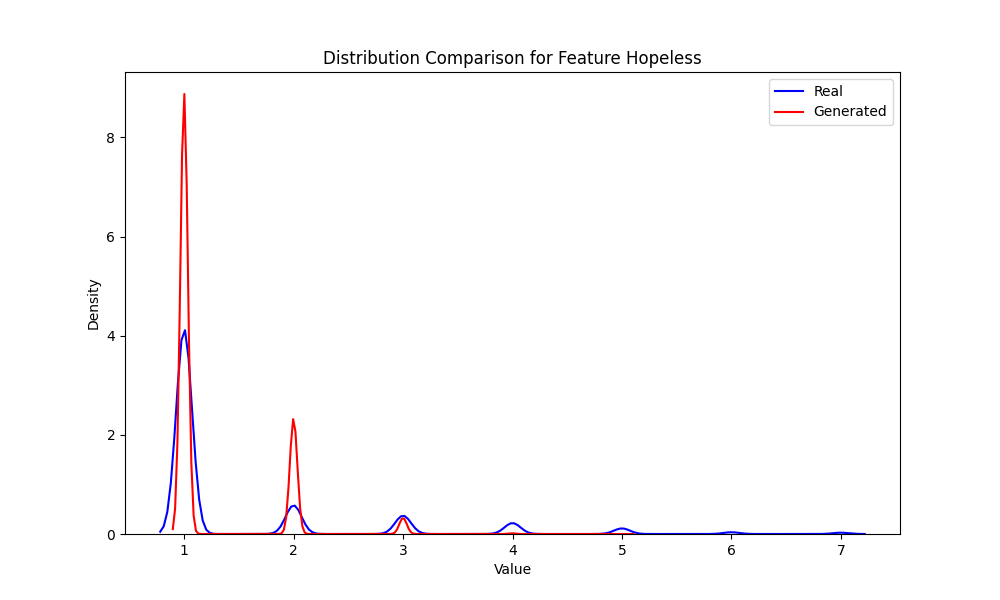 Distribution Comparison for Feature Hopeless
Real
Generated
Density
8
6
4
2
0
1 2 3 4 5 6 7
Value